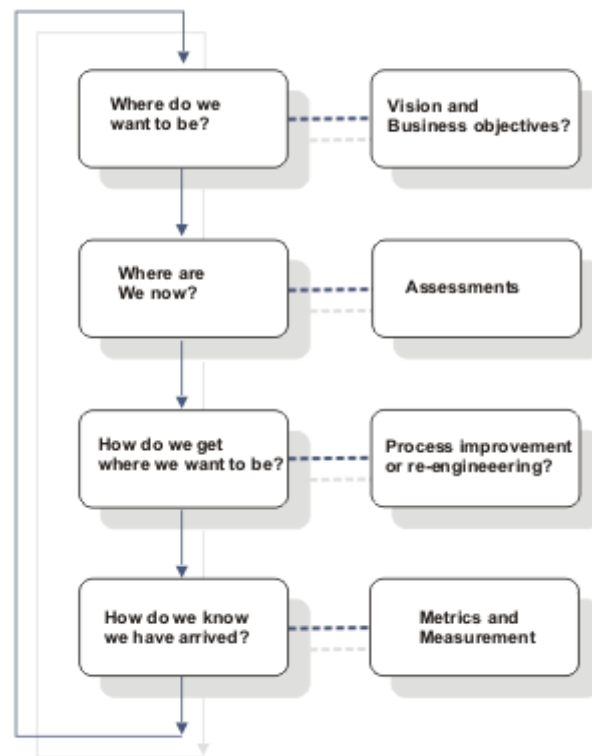 Where do we
want to be?
Vision and
Business objectives?
Where are
We now?
Assessments
How do we get
where we want to be?
Process improvement
or re-engineeering?
How do we know
we have arrived?
Metrics and
Measurement